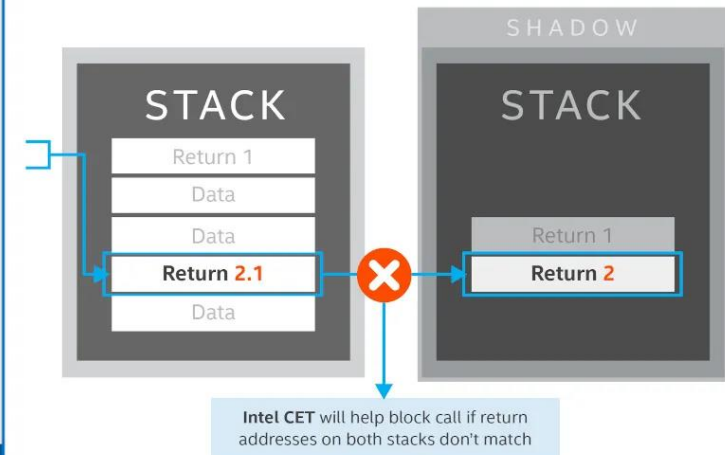 SHADOW
STACK
STACK
Return 1
Data
Data
Return 1
Return 2.1
Return 2
Data
Intel CET will help block call if return
addresses on both stacks don't match